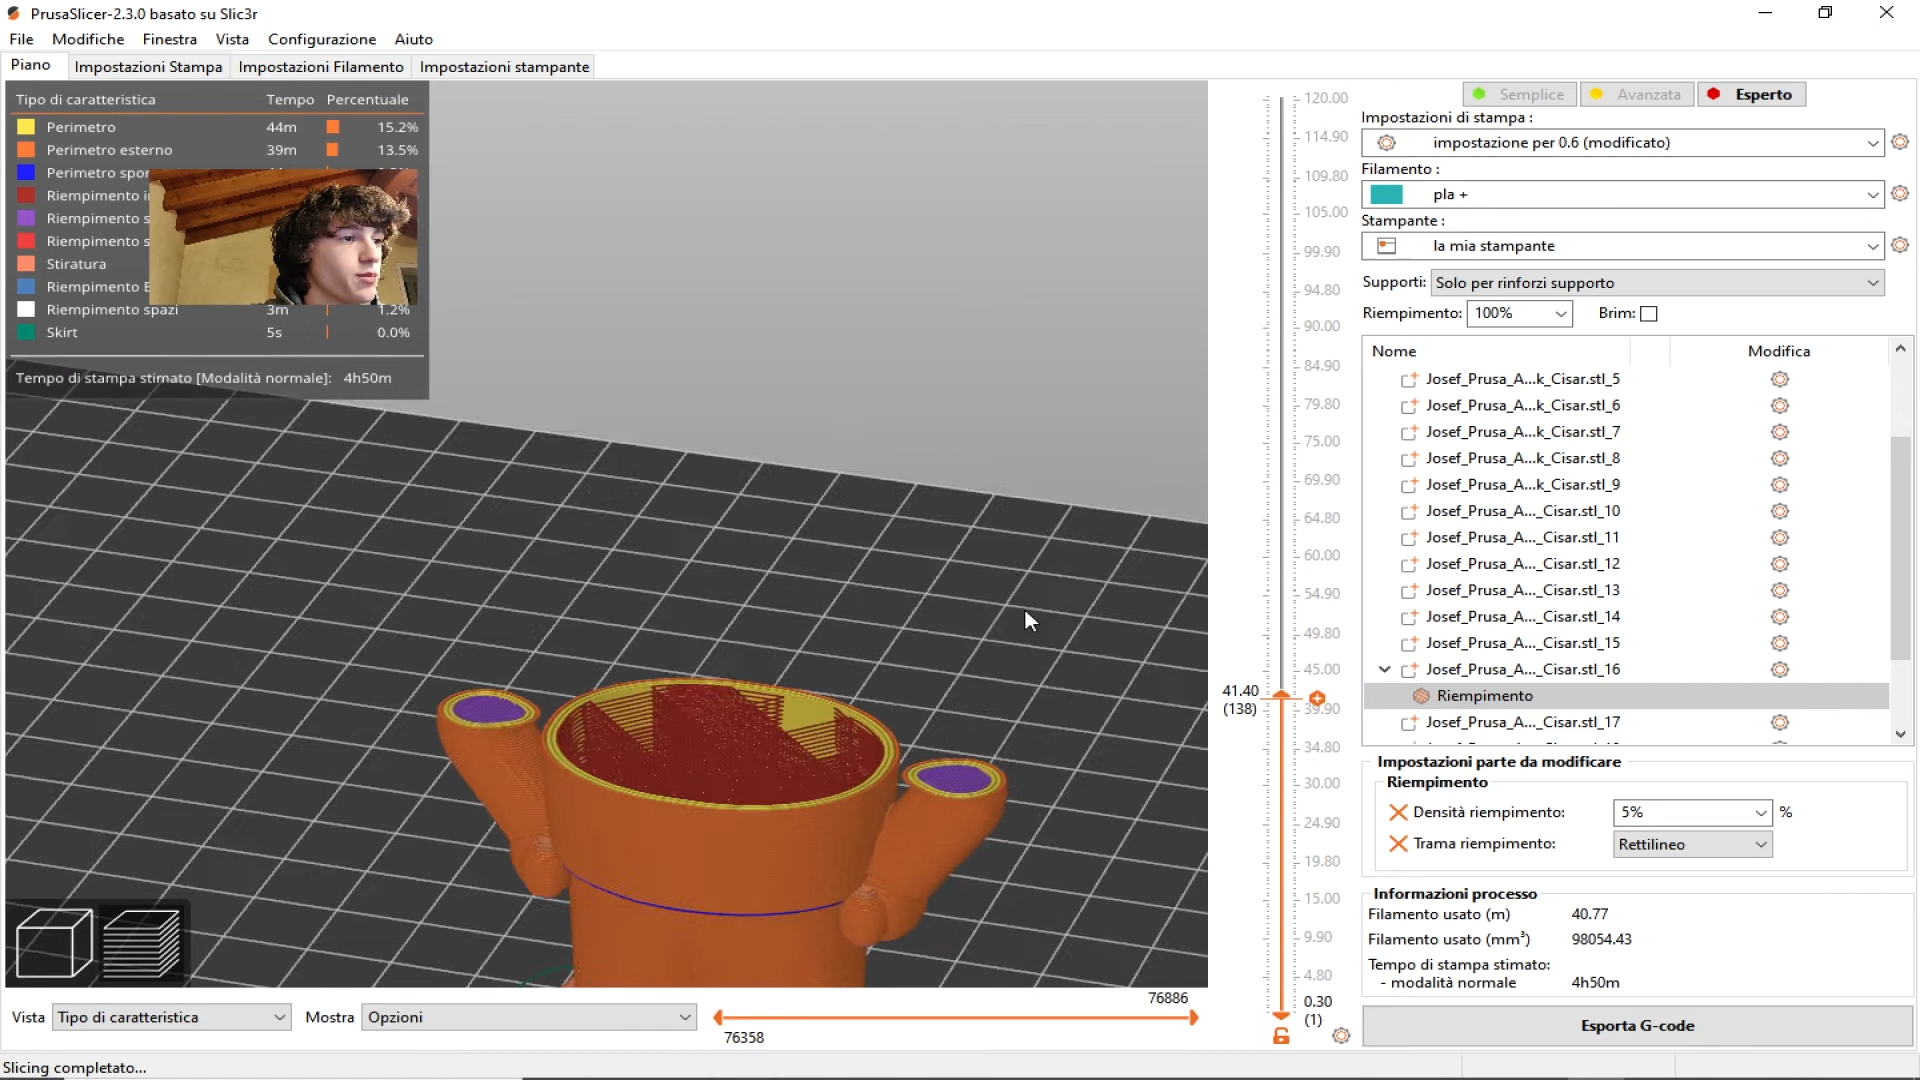 PrusaSlicer-2.3.0 basato su Slic3r
File Modifiche Finestra Vista Configurazione Aiuto
Piano Impostazioni Stampa Impostazioni Filamento Impostazioni stampante
Tipo di caratteristica Tempo Percentuale
Perimetro 44m 15.2%
Perimetro esterno 39m 13.5%
Perimetro spor
Riempimento i
Riempimento s
Riempimento s
Stiratura
Riempimento
Riempimento spazi 3m 1.2%
Skirt 5s 0.0%
Tempo di stampa stimato [Modalità normale]: 4h50m
120.00
114.90
109.80
105.00
99.90
94.80
90.00
84.90
79.80
75.00
69.90
64.80
60.00
54.90
49.80
45.00
41.40
(138)
39.90
34.80
30.00
24.90
19.80
15.00
9.90
4.80
0.30
(1)
Semplice Avanzata Esperto
Impostazioni di stampa :
impostazione per 0.6 (modificato)
Filamento :
pla +
Stampante :
la mia stampante
Supporti: Solo per rinforzi supporto
Riempimento: 100% Brim:
Nome Modifica
Josef_Prusa_A...k_Cisar.stl_5
Josef_Prusa_A...k_Cisar.stl_6
Josef_Prusa_A...k_Cisar.stl_7
Josef_Prusa_A...k_Cisar.stl_8
Josef_Prusa_A...k_Cisar.stl_9
Josef_Prusa_A..._Cisar.stl_10
Josef_Prusa_A..._Cisar.stl_11
Josef_Prusa_A..._Cisar.stl_12
Josef_Prusa_A..._Cisar.stl_13
Josef_Prusa_A..._Cisar.stl_14
Josef_Prusa_A..._Cisar.stl_15
Josef_Prusa_A..._Cisar.stl_16
Riempimento
Josef_Prusa_A..._Cisar.stl_17
Impostazioni parte da modificare
Riempimento
Densità riempimento: 5% %
Trama riempimento: Rettilineo
Informazioni processo
Filamento usato (m) 40.77
Filamento usato (mm³) 98054.43
Tempo di stampa stimato:
- modalità normale 4h50m
Esporta G-code
Vista Tipo di caratteristica Mostra Opzioni
76886
76358
Slicing completato...